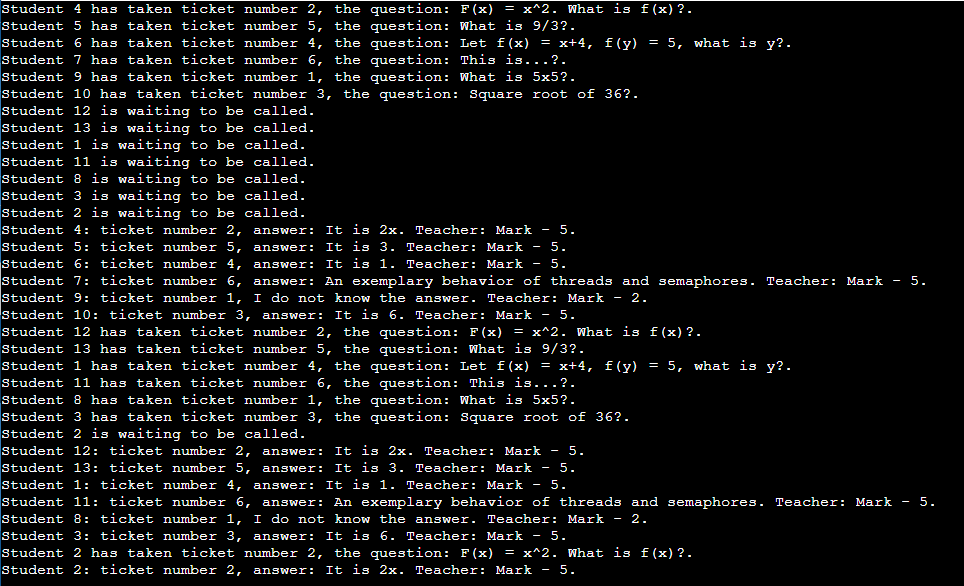 Student 4 has taken ticket number 2, the question: F(x) = x^2. What is f(x)?.
Student 5 has taken ticket number 5, the question: What is 9/3?.
Student 6 has taken ticket number 4, the question: Let f(x) = x+4, f(y) = 5, what is y?.
Student 7 has taken ticket number 6, the question: This is...?.
Student 9 has taken ticket number 1, the question: What is 5x5?.
Student 10 has taken ticket number 3, the question: Square root of 36?.
Student 12 is waiting to be called.
Student 13 is waiting to be called.
Student 1 is waiting to be called.
Student 11 is waiting to be called.
Student 8 is waiting to be called.
Student 3 is waiting to be called.
Student 2 is waiting to be called.
Student 4: ticket number 2, answer: It is 2x. Teacher: Mark - 5.
Student 5: ticket number 5, answer: It is 3. Teacher: Mark - 5.
Student 6: ticket number 4, answer: It is 1. Teacher: Mark - 5.
Student 7: ticket number 6, answer: An exemplary behavior of threads and semaphores. Teacher: Mark - 5.
Student 9: ticket number 1, I do not know the answer. Teacher: Mark - 2.
Student 10: ticket number 3, answer: It is 6. Teacher: Mark - 5.
Student 12 has taken ticket number 2, the question: F(x) = x^2. What is f(x)?.
Student 13 has taken ticket number 5, the question: What is 9/3?.
Student 1 has taken ticket number 4, the question: Let f(x) = x+4, f(y) = 5, what is y?.
Student 11 has taken ticket number 6, the question: This is...?.
Student 8 has taken ticket number 1, the question: What is 5x5?.
Student 3 has taken ticket number 3, the question: Square root of 36?.
Student 2 is waiting to be called.
Student 12: ticket number 2, answer: It is 2x. Teacher: Mark - 5.
Student 13: ticket number 5, answer: It is 3. Teacher: Mark - 5.
Student 1: ticket number 4, answer: It is 1. Teacher: Mark - 5.
Student 11: ticket number 6, answer: An exemplary behavior of threads and semaphores. Teacher: Mark - 5.
Student 8: ticket number 1, I do not know the answer. Teacher: Mark - 2.
Student 3: ticket number 3, answer: It is 6. Teacher: Mark - 5.
Student 2 has taken ticket number 2, the question: F(x) = x^2. What is f(x)?.
Student 2: ticket number 2, answer: It is 2x. Teacher: Mark - 5.